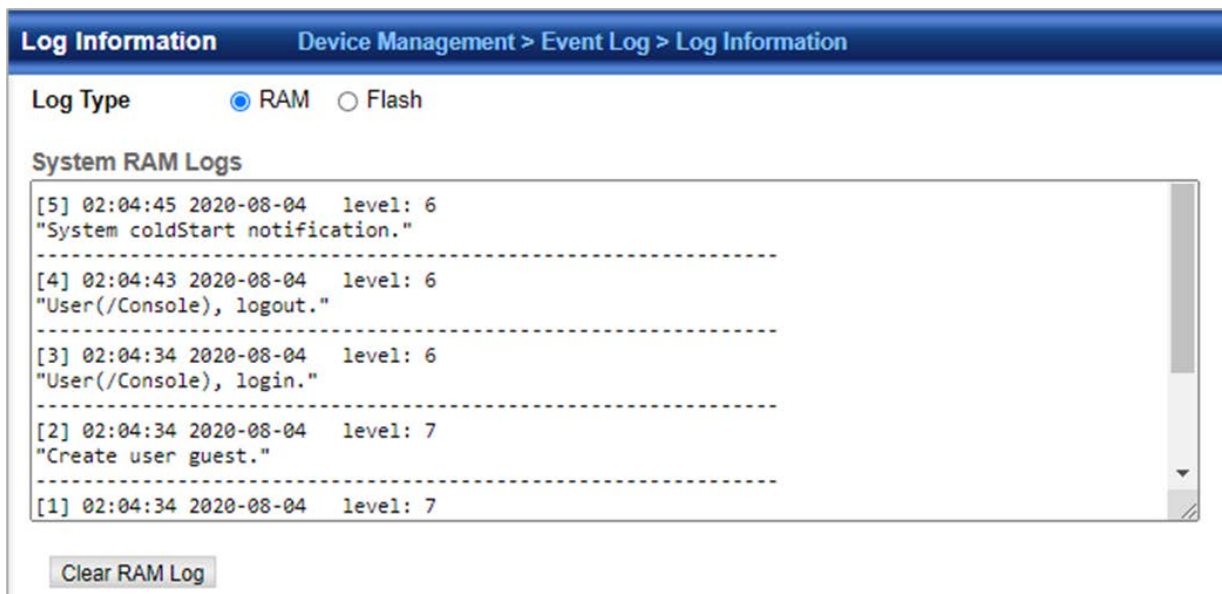 Log Information Device Management > Event Log > Log Information
Log Type RAM Flash
System RAM Logs
[5] 02:04:45 2020-08-04 level: 6
"System coldStart notification."
-----------------------------------------------------------------
[4] 02:04:43 2020-08-04 level: 6
"User(/Console), logout."
-----------------------------------------------------------------
[3] 02:04:34 2020-08-04 level: 6
"User(/Console), login."
-----------------------------------------------------------------
[2] 02:04:34 2020-08-04 level: 7
"Create user guest."
-----------------------------------------------------------------
[1] 02:04:34 2020-08-04 level: 7
Clear RAM Log